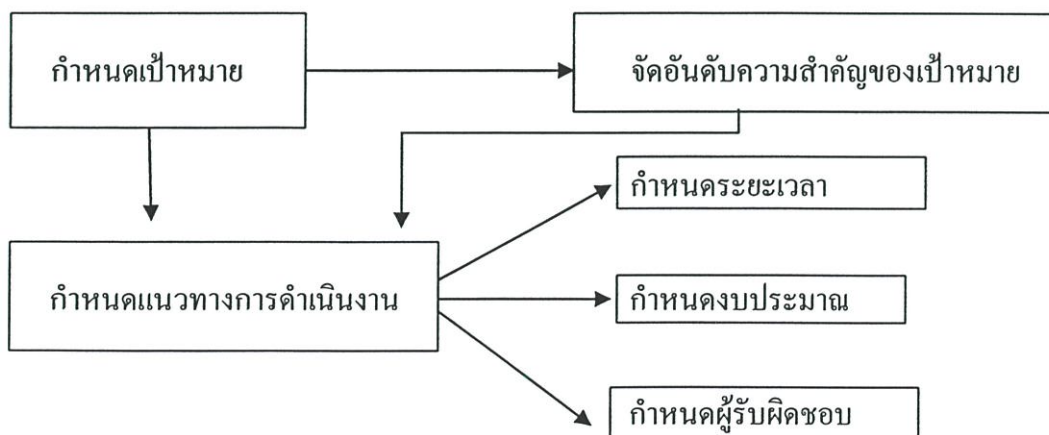 กำหนดเป้าหมาย
จัดอันดับความสำคัญของเป้าหมาย
กำหนดระยะเวลา
กำหนดแนวทางการดำเนินงาน
กำหนดงบประมาณ
กำหนดผู้รับผิดชอบ